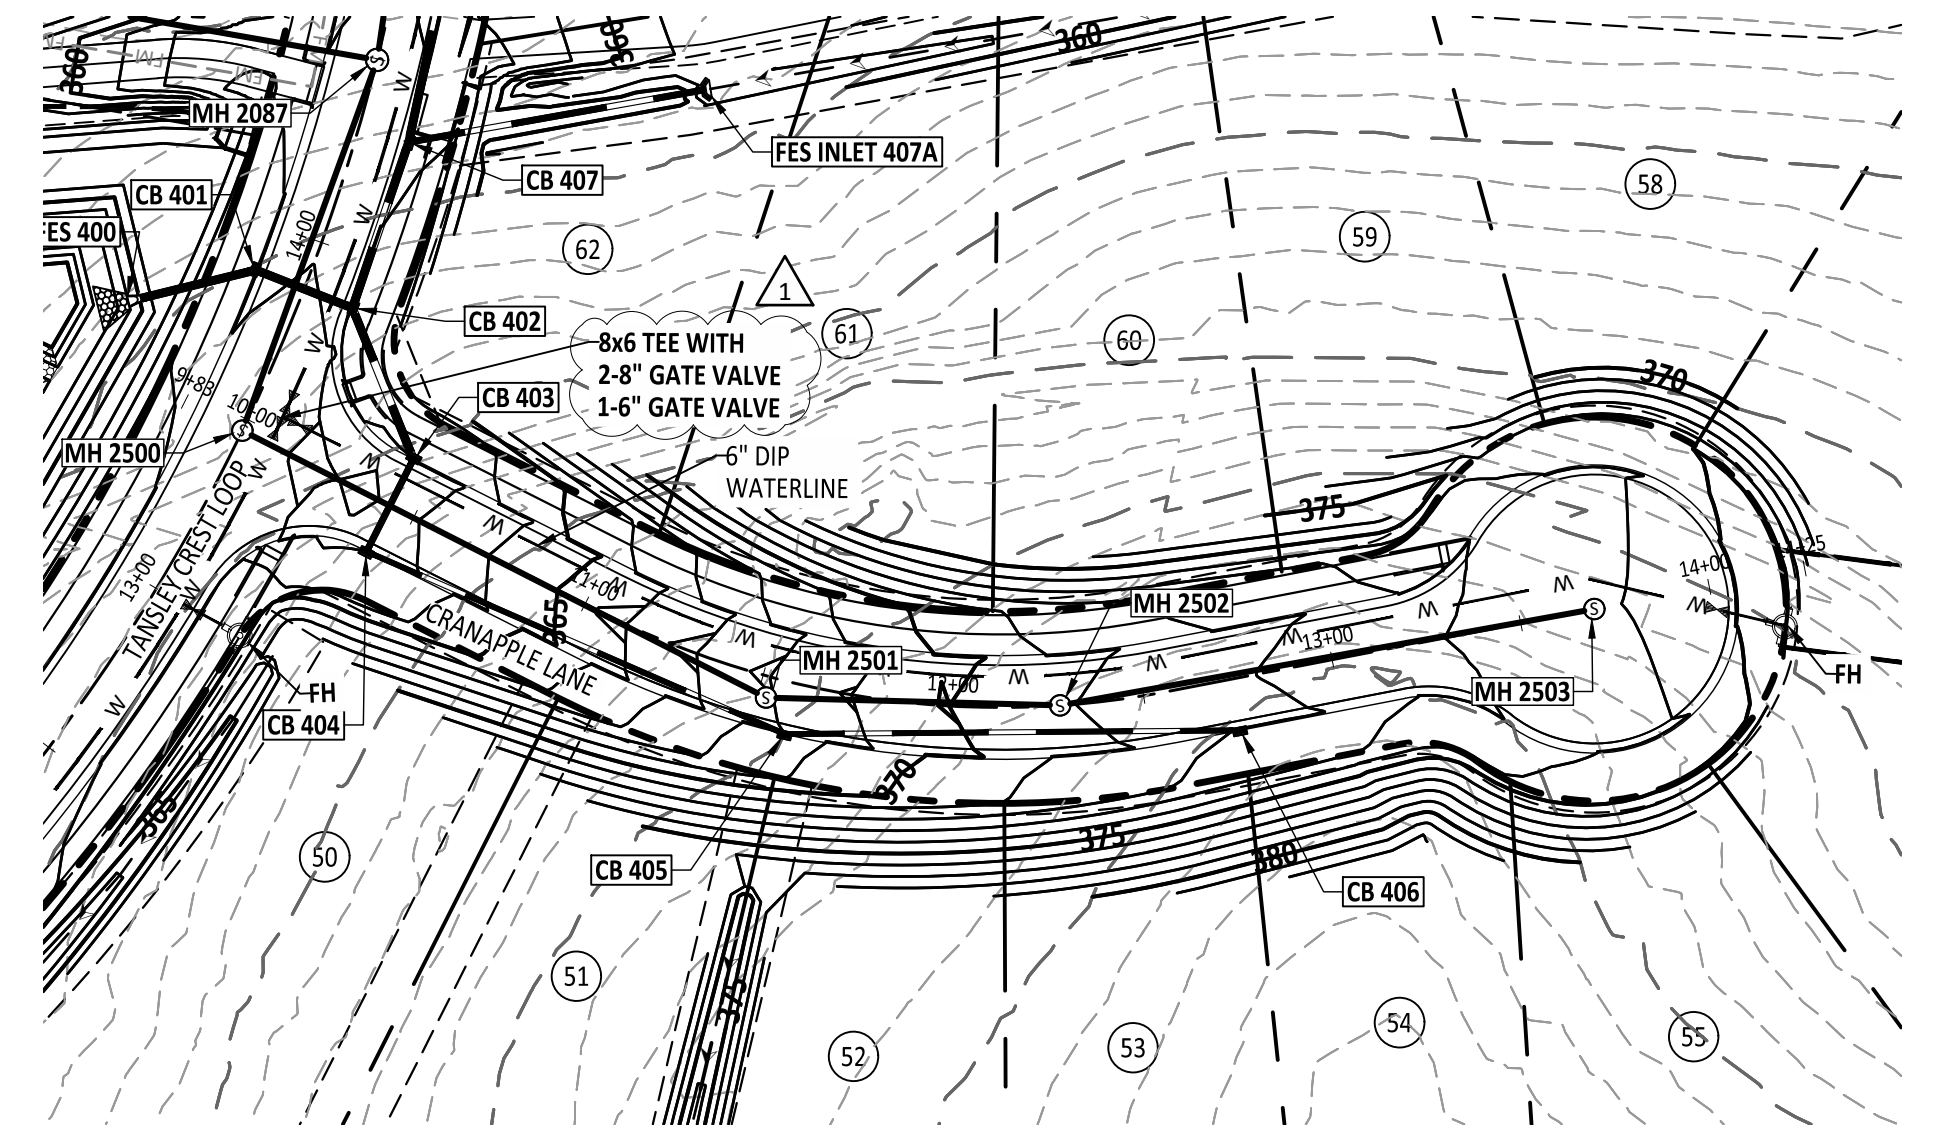 360
390
360
FM
FM
W
MH 2087
FES INLET 407A
CB 407
CB 401
58
W
14+00
FES 400
59
62
1
CB 402
61
60
8x6 TEE WITH
2-8" GATE VALVE
1-6" GATE VALVE
W
9+83
370
10+00
CB 403
S
MH 2500
6" DIP
WATERLINE
W
W
375
W
TANSLEY CREST LOOP
13+00
W
11+00
W
365
14+00
W
W
S
MH 2502
W
CRANAPPLE LANE
W
13+00
W
MH 2501
W
W
12+00
FH
FH
MH 2503
S
S
W
CB 404
370
365
375
380
50
CB 405
CB 406
51
375
52
53
54
55